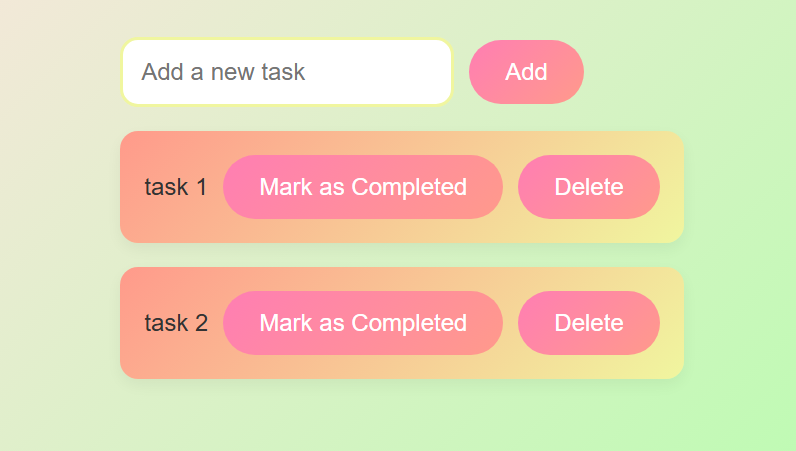 Add a new task Add
task 1 Mark as Completed Delete
task 2 Mark as Completed Delete